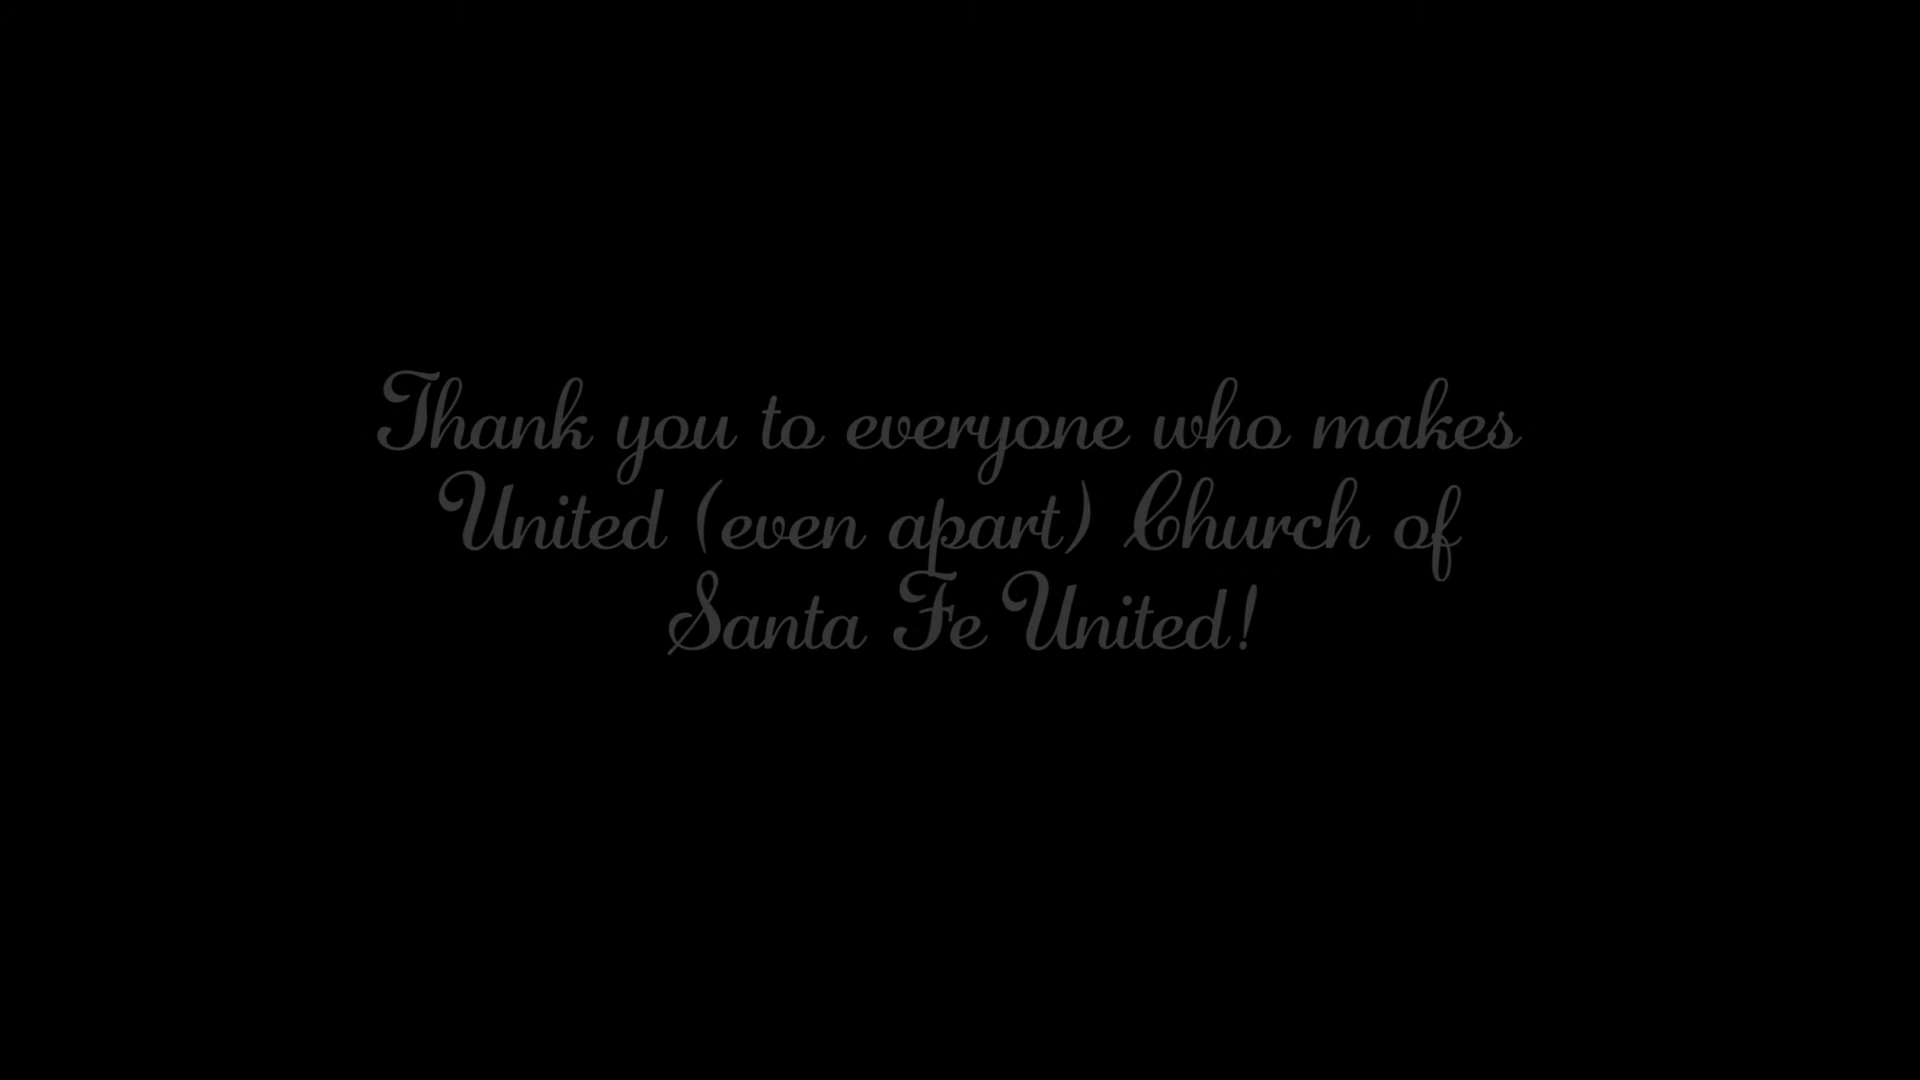 Thank you to everyone who makes
United (even apart) Church of
Santa Fe United!